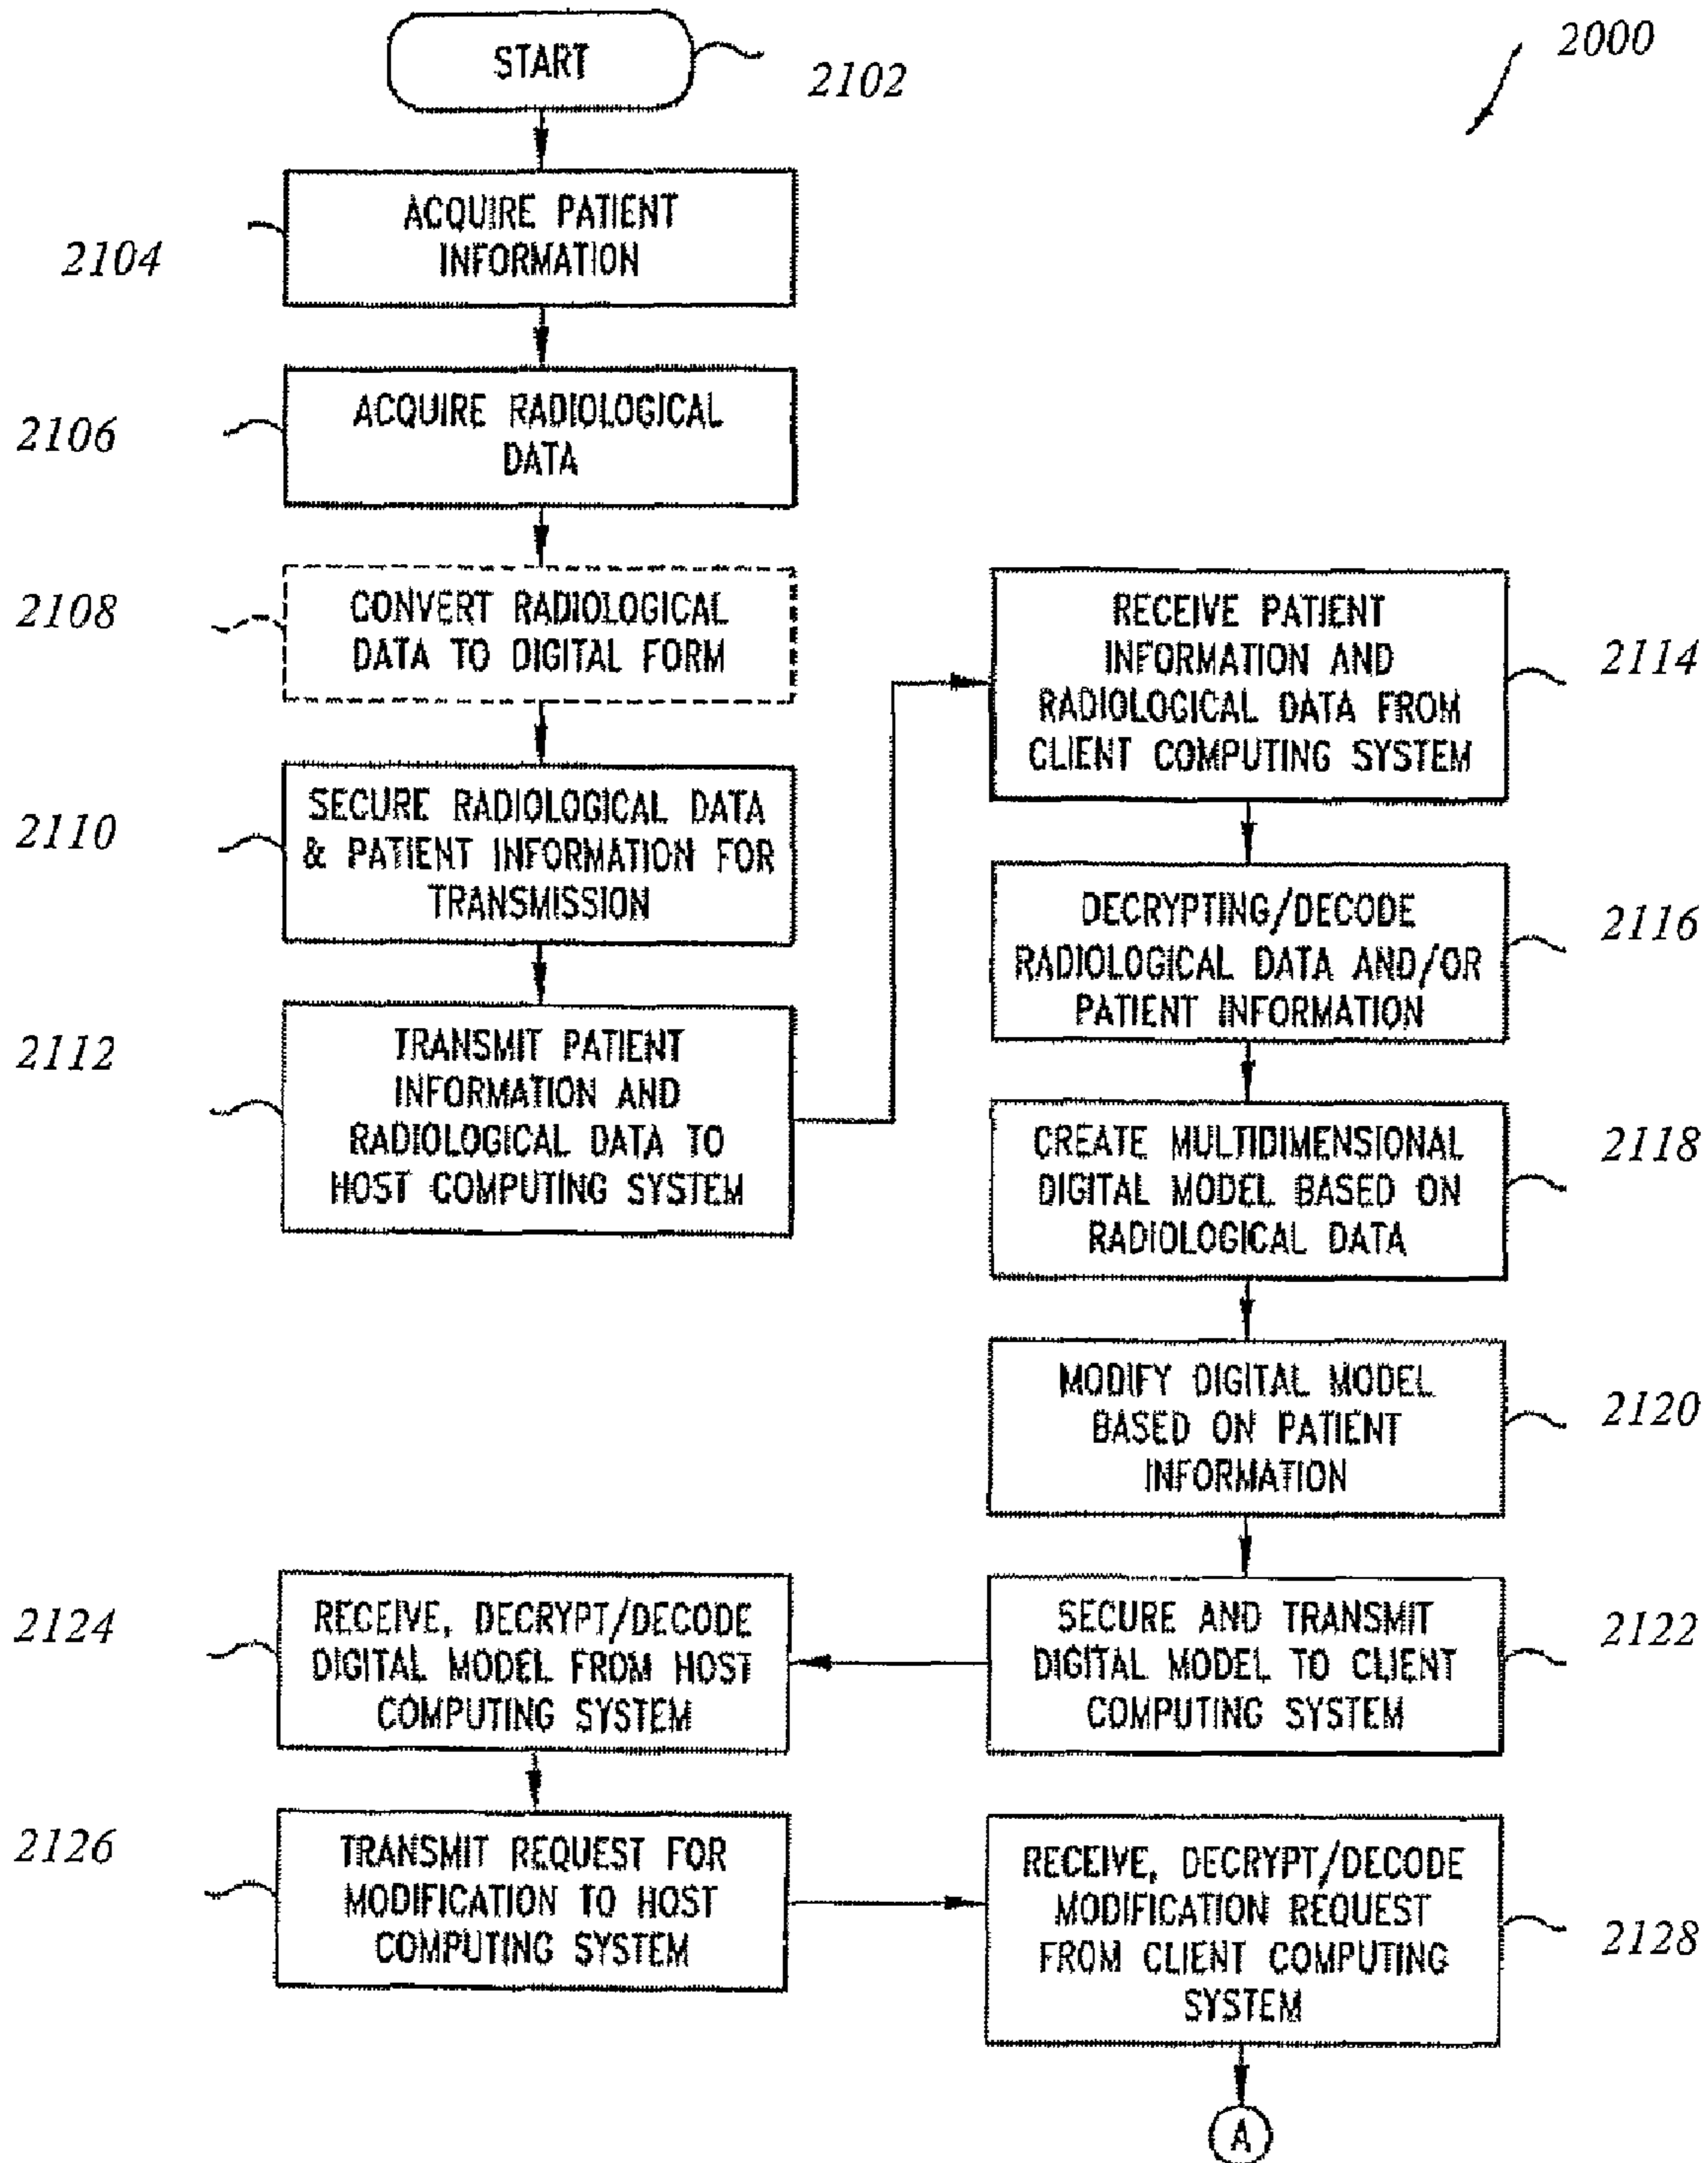 START
2102
2000
ACQUIRE PATIENT
INFORMATION
2104
ACQUIRE RADIOLOGICAL
DATA
2106
CONVERT RADIOLOGICAL
DATA TO DIGITAL FORM
2108
SECURE RADIOLOGICAL DATA
& PATIENT INFORMATION FOR
TRANSMISSION
2110
TRANSMIT PATIENT
INFORMATION AND
RADIOLOGICAL DATA TO
HOST COMPUTING SYSTEM
2112
RECEIVE PATIENT
INFORMATION AND
RADIOLOGICAL DATA FROM
CLIENT COMPUTING SYSTEM
2114
DECRYPTING/DECODE
RADIOLOGICAL DATA AND/OR
PATIENT INFORMATION
2116
CREATE MULTIDIMENSIONAL
DIGITAL MODEL BASED ON
RADIOLOGICAL DATA
2118
MODIFY DIGITAL MODEL
BASED ON PATIENT
INFORMATION
2120
SECURE AND TRANSMIT
DIGITAL MODEL TO CLIENT
COMPUTING SYSTEM
2122
RECEIVE, DECRYPT/DECODE
DIGITAL MODEL FROM HOST
COMPUTING SYSTEM
2124
TRANSMIT REQUEST FOR
MODIFICATION TO HOST
COMPUTING SYSTEM
2126
RECEIVE, DECRYPT/DECODE
MODIFICATION REQUEST
FROM CLIENT COMPUTING
SYSTEM
2128
A